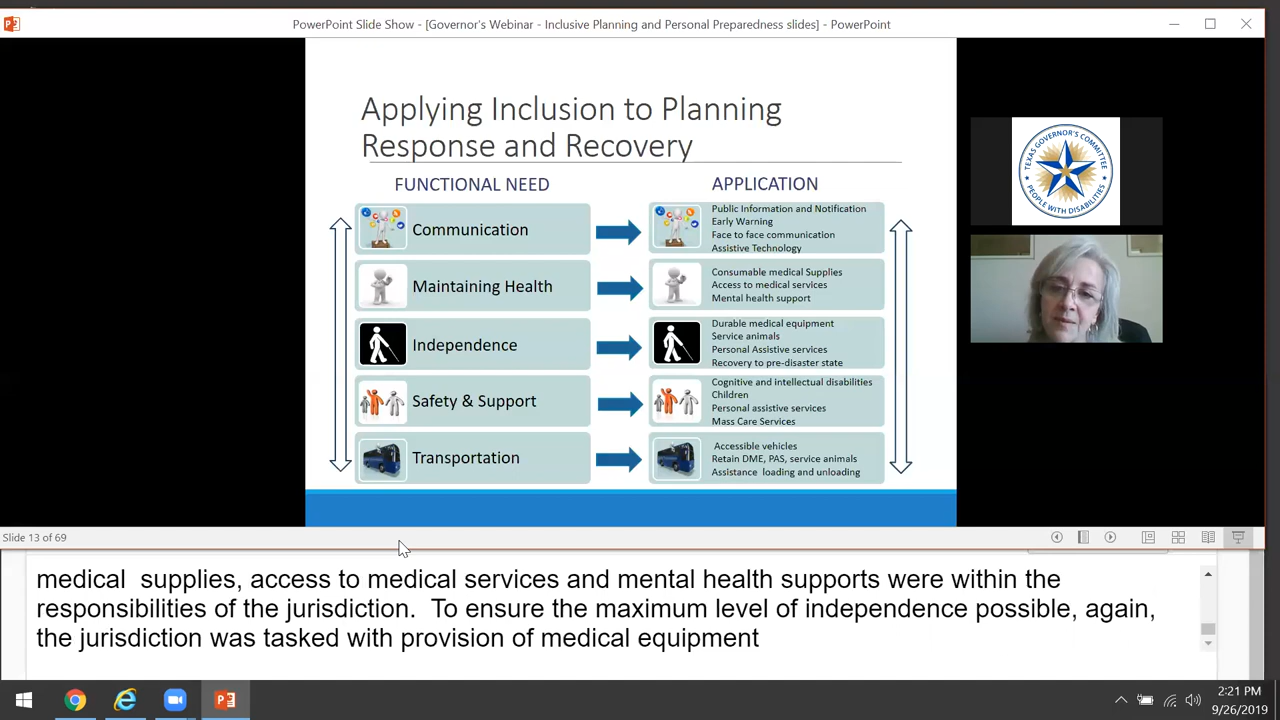 PowerPoint Slide Show - [Governor's Webinar - Inclusive Planning and Personal Preparedness slides] - PowerPoint
Applying Inclusion to Planning
Response and Recovery
FUNCTIONAL NEED
APPLICATION
Communication
Public Information and Notification
Early Warning
Face to face communication
Assistive Technology
Maintaining Health
Consumable medical Supplies
Access to medical services
Mental health support
Independence
Durable medical equipment
Service animals
Personal Assistive services
Recovery to pre-disaster state
Safety & Support
Cognitive and intellectual disabilities
Children
Personal assistive services
Mass Care Services
Transportation
Accessible vehicles
Retain DME, PAS, service animals
Assistance loading and unloading
TEXAS GOVERNOR'S COMMITTEE
PEOPLE WITH DISABILITIES
Slide 13 of 69
medical supplies, access to medical services and mental health supports were within the
responsibilities of the jurisdiction. To ensure the maximum level of independence possible, again,
the jurisdiction was tasked with provision of medical equipment
2:21 PM
9/26/2019